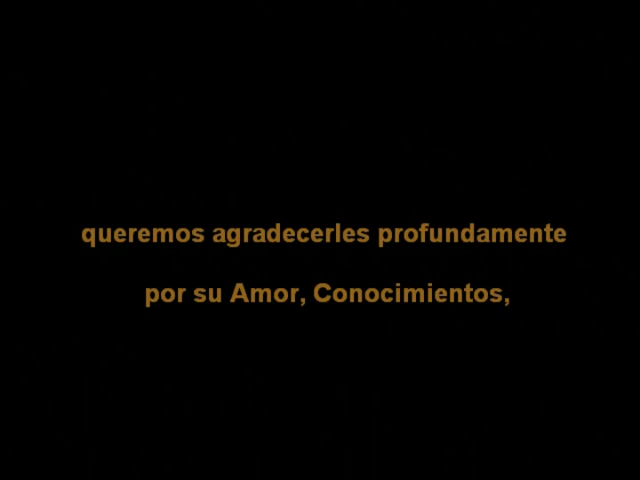 queremos agradecerles profundamente
por su Amor, Conocimientos,